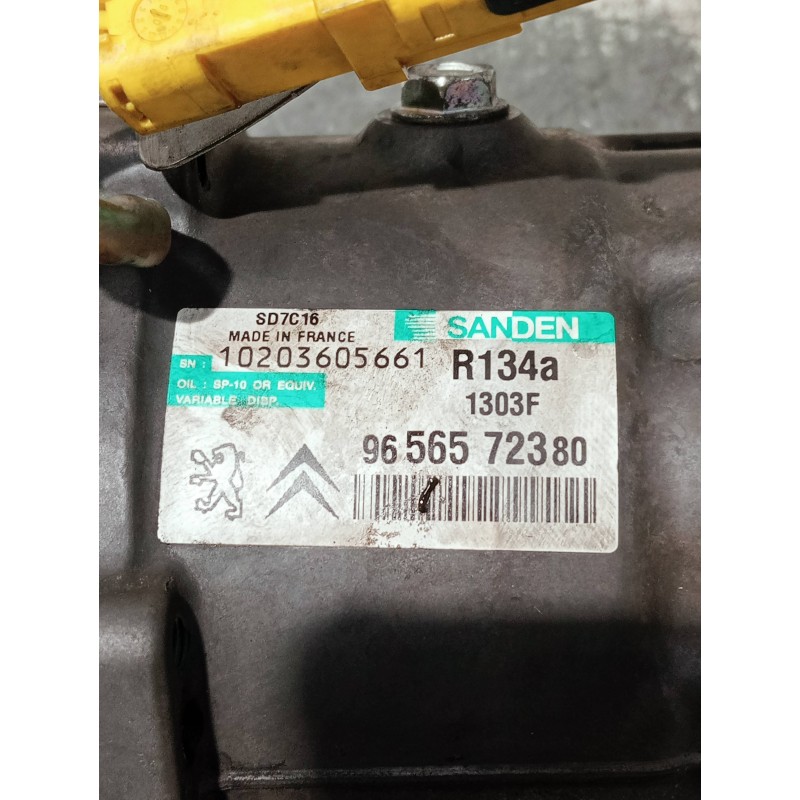 SD7C16
MADE IN FRANCE
SANDEN
SN : 10203605661
R134a
OIL : SP-10 OR EQUIV.
VARIABLE DISP.
1303F
96 565 723 80